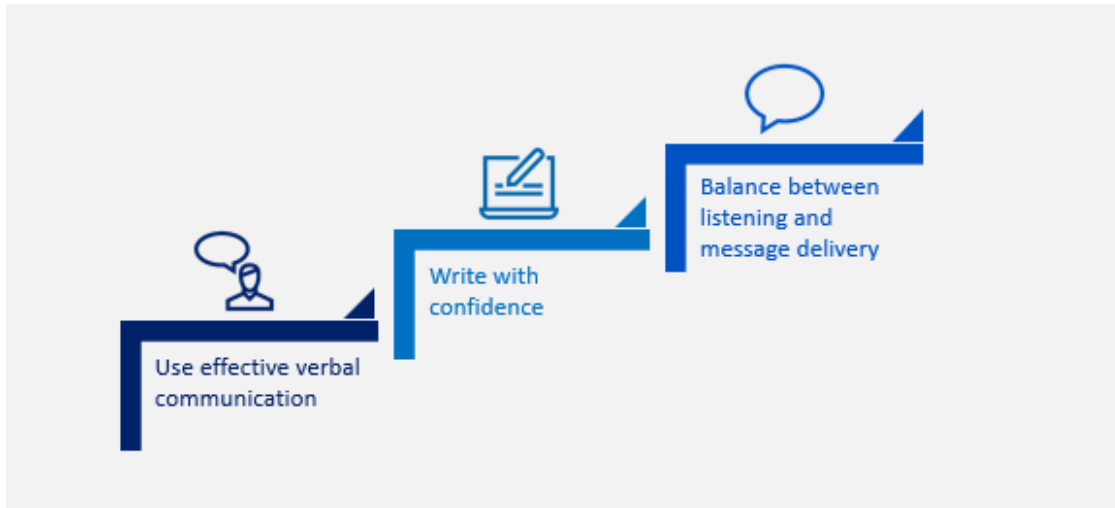 Use effective verbal
communication
Write with
confidence
Balance between
listening and
message delivery